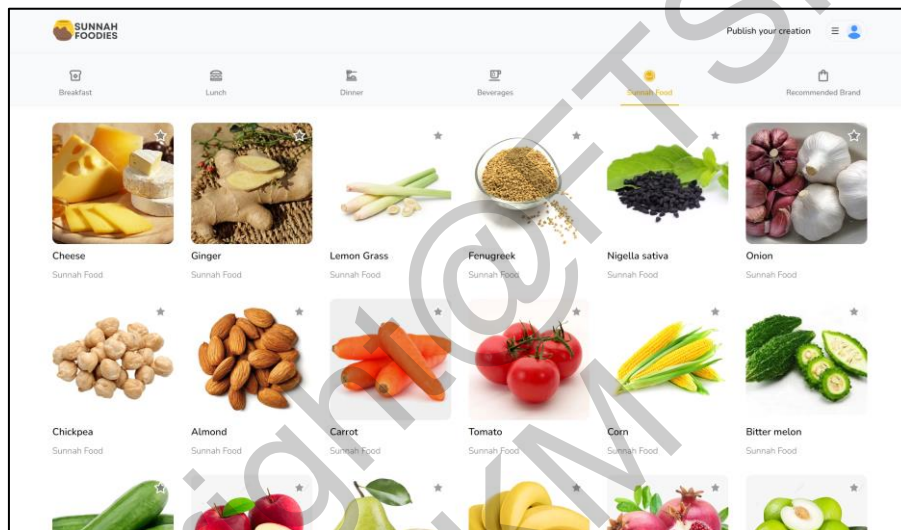 SUNNAH
FOODIES
Publish your creation
Breakfast
Lunch
Dinner
Beverages
Sunnah Food
Recommended Brand
Cheese
Sunnah Food
Ginger
Sunnah Food
Lemon Grass
Sunnah Food
Fenugreek
Sunnah Food
Nigella sativa
Sunnah Food
Onion
Sunnah Food
Chickpea
Sunnah Food
Almond
Sunnah Food
Carrot
Sunnah Food
Tomato
Sunnah Food
Corn
Sunnah Food
Bitter melon
Sunnah Food